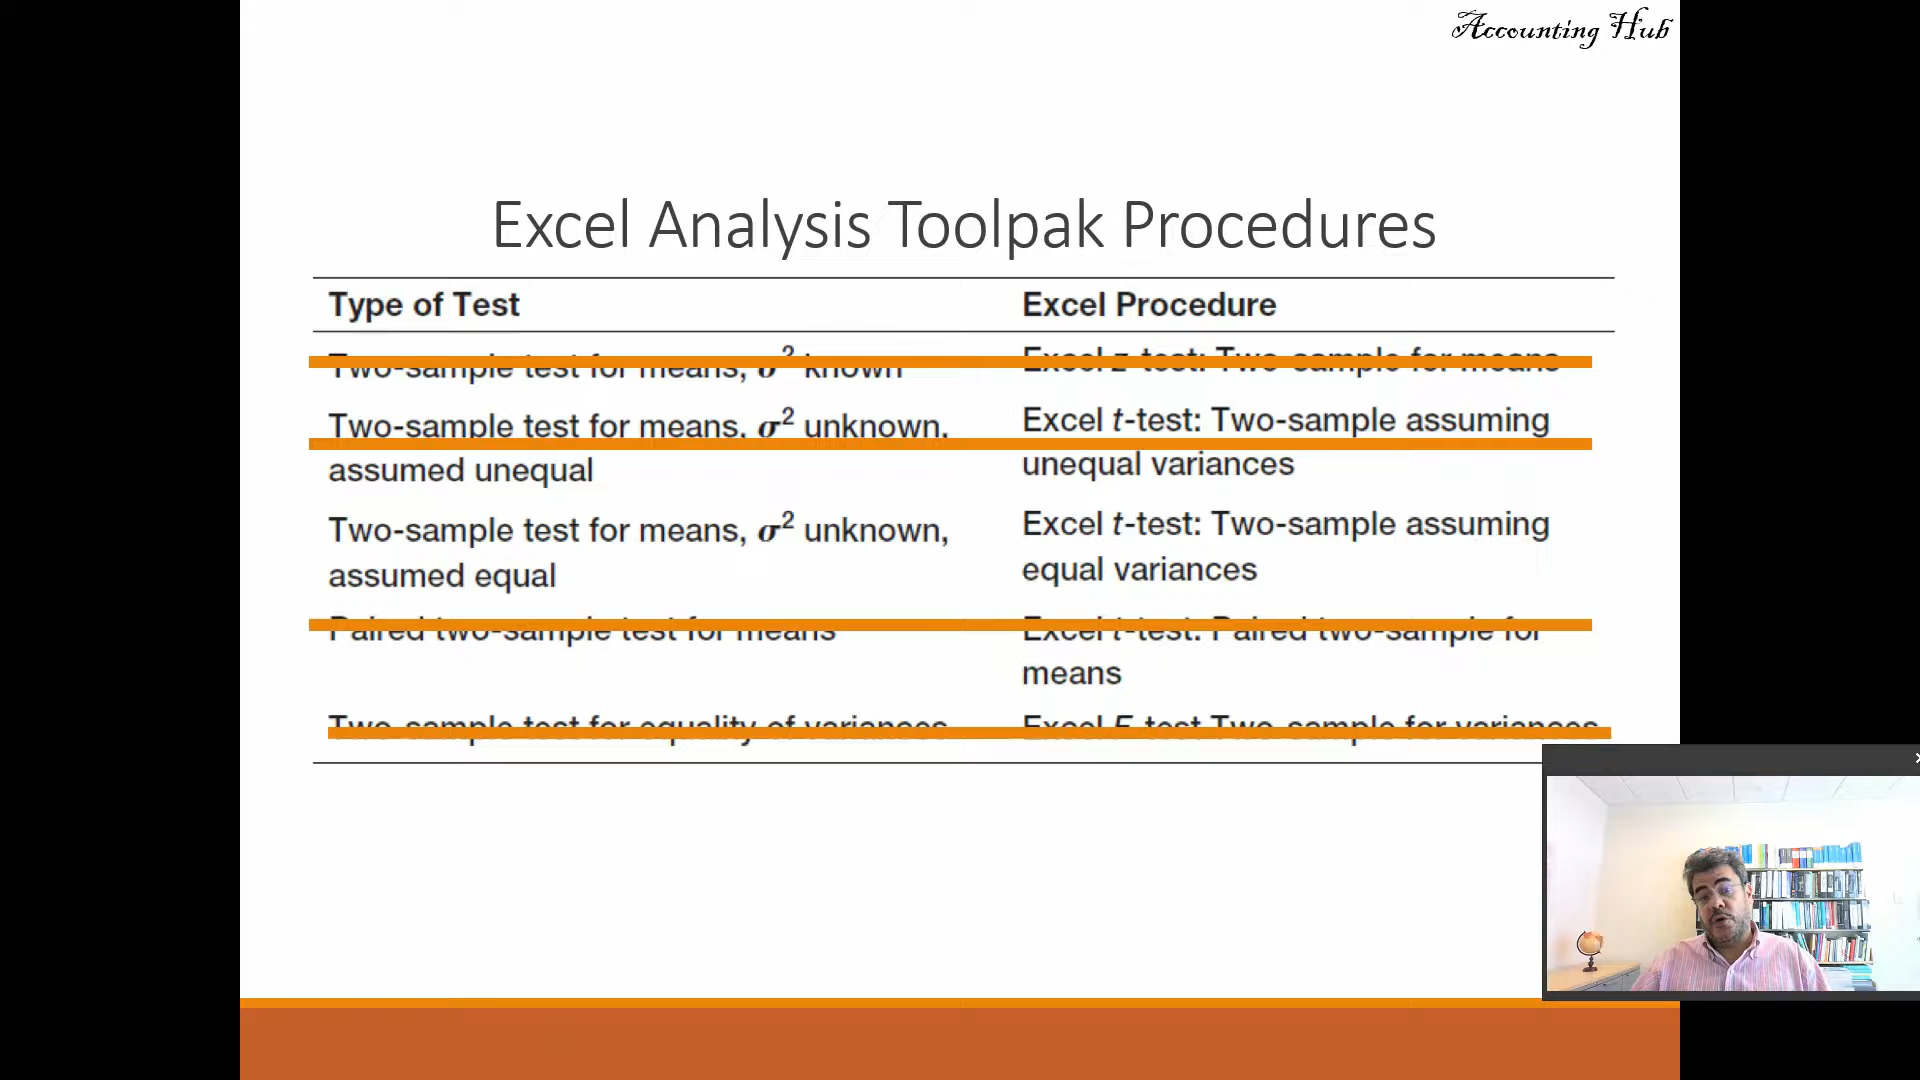 Accounting Hub
Excel Analysis Toolpak Procedures
Type of Test Excel Procedure
Two-sample test for means, σ² known Excel z-test: Two-sample for means
Two-sample test for means, σ² unknown, Excel t-test: Two-sample assuming
assumed unequal unequal variances
Two-sample test for means, σ² unknown, Excel t-test: Two-sample assuming
assumed equal equal variances
Paired two-sample test for means Excel t-test: Paired two-sample for
means
Two-sample test for equality of variances Excel F-test Two-sample for variances